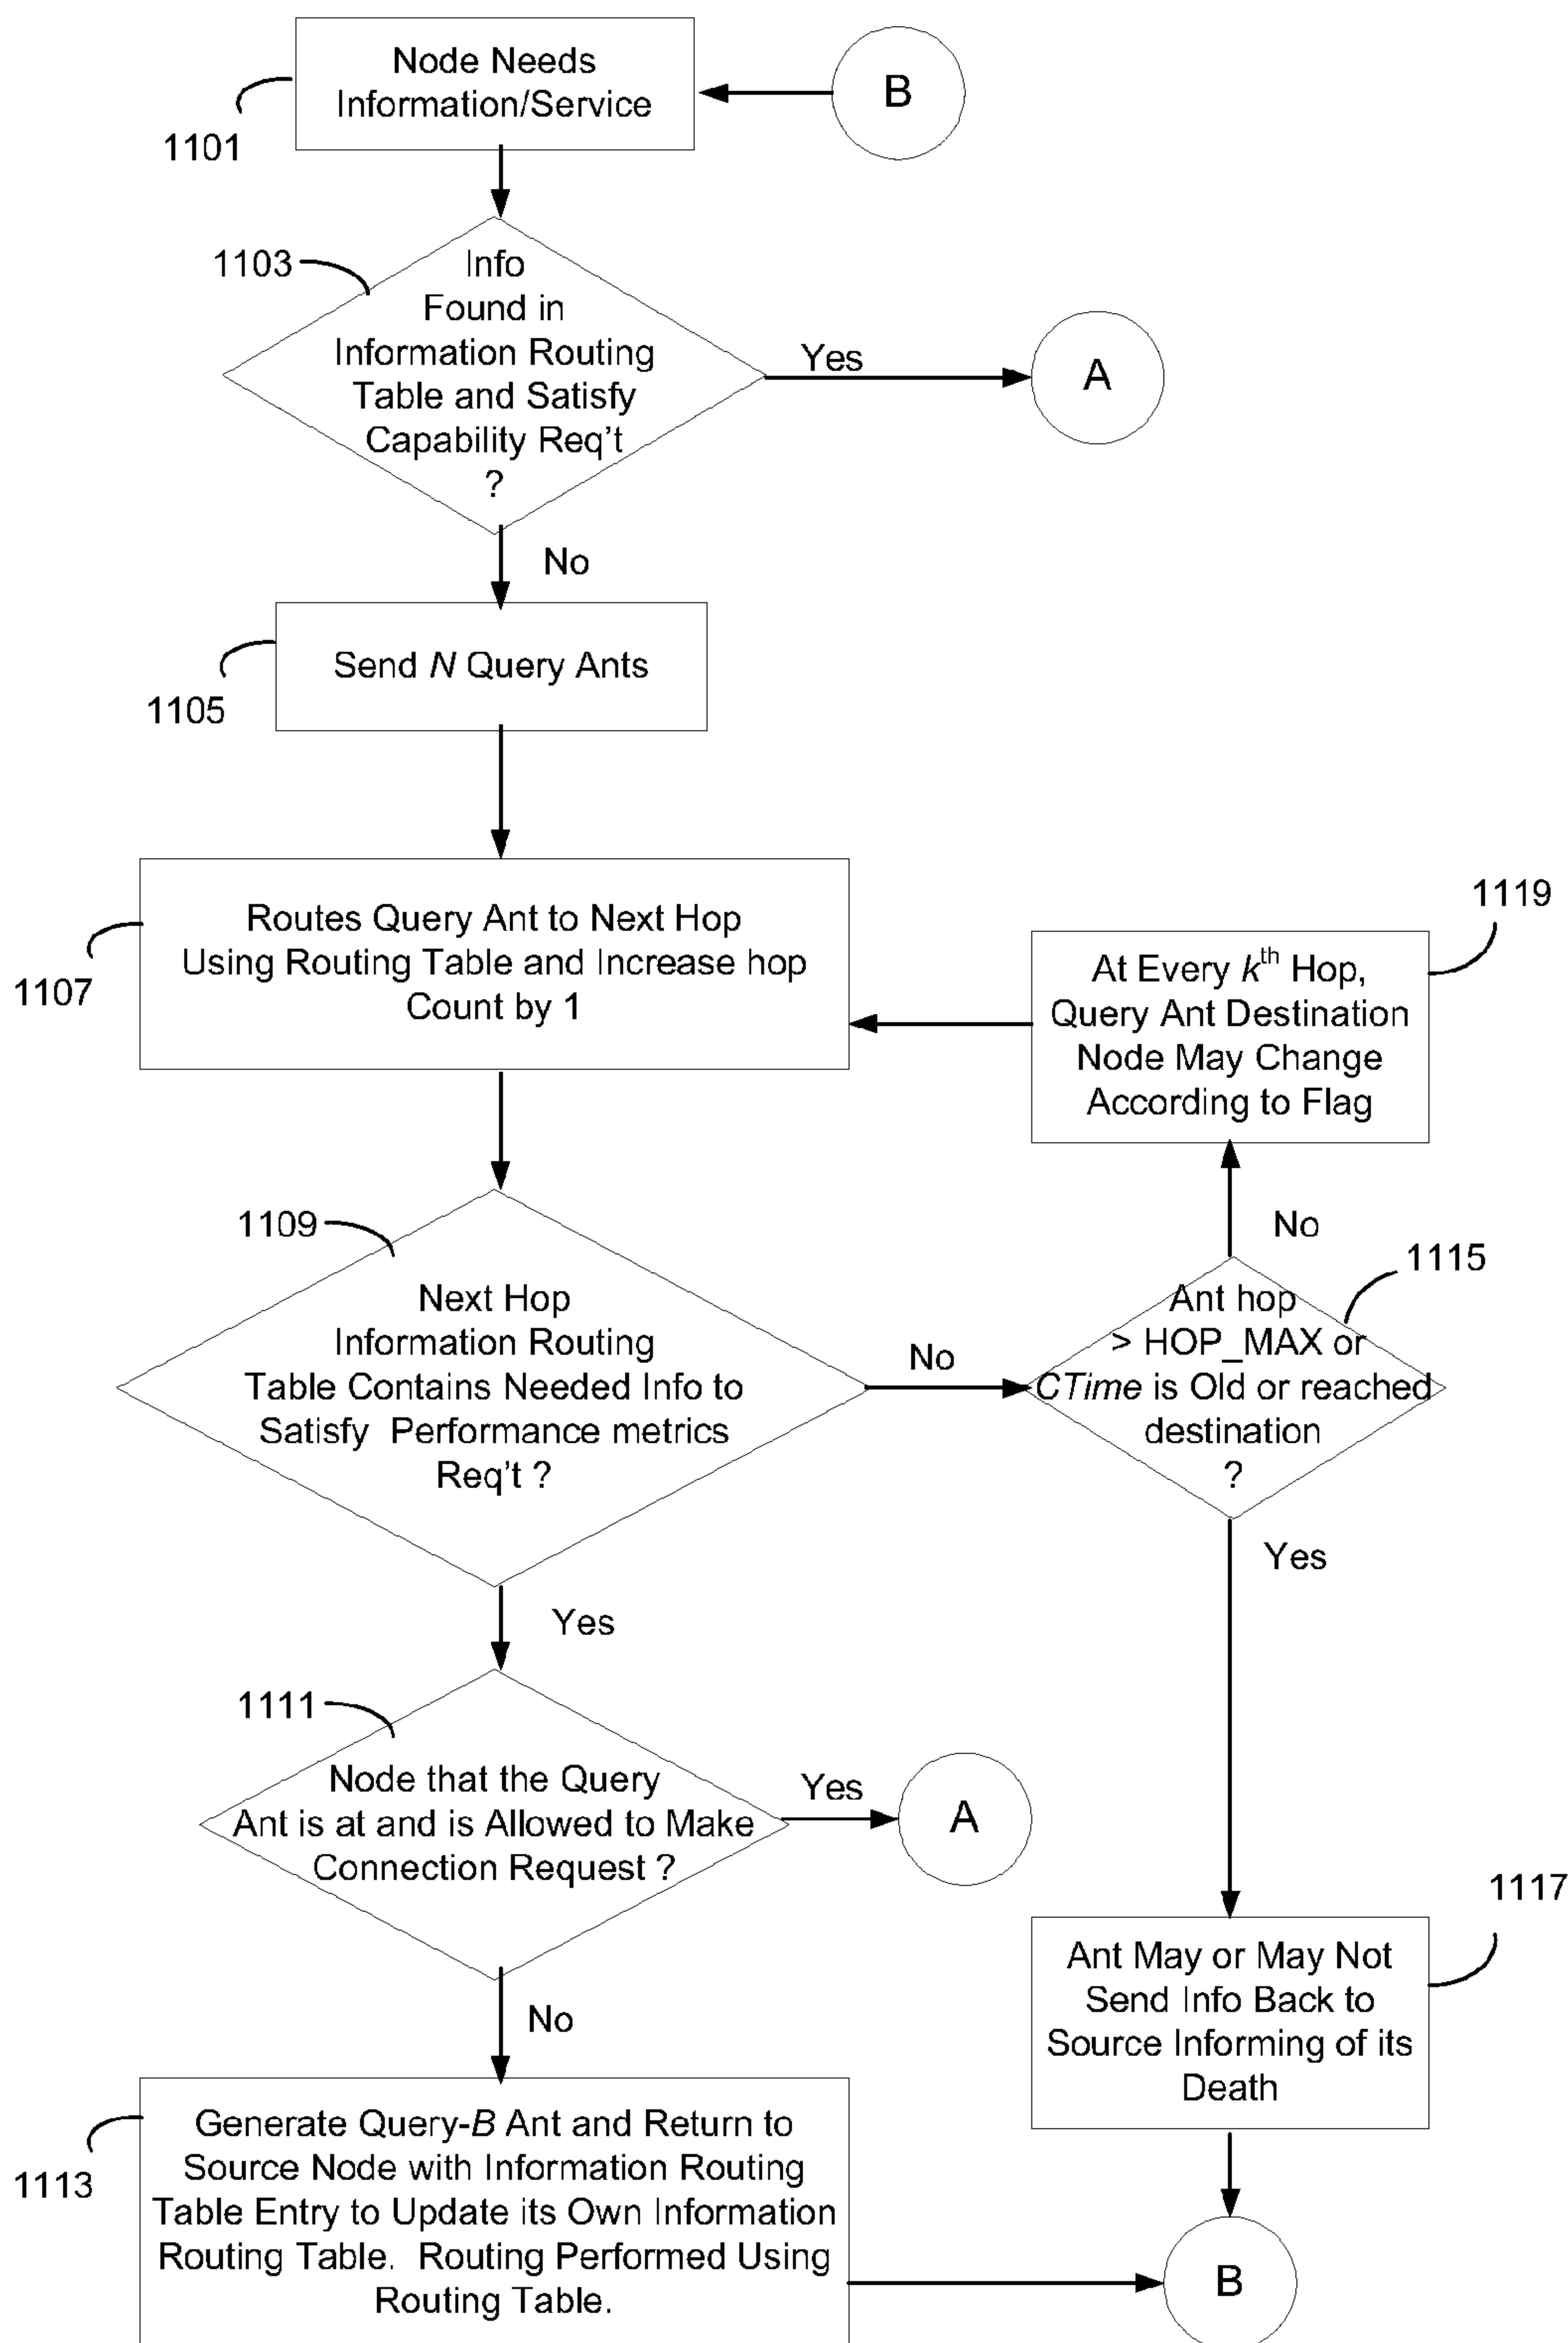 Node Needs
Information/Service
B
1101
1103
Info
Found in
Information Routing
Table and Satisfy
Capability Req't
?
Yes
A
No
Send N Query Ants
1105
Routes Query Ant to Next Hop
Using Routing Table and Increase hop
Count by 1
1107
1119
At Every kth Hop,
Query Ant Destination
Node May Change
According to Flag
1109
Next Hop
Information Routing
Table Contains Needed Info to
Satisfy Performance metrics
Req't ?
No
No
1115
Ant hop
> HOP_MAX or
CTime is Old or reached
destination
?
Yes
Yes
1111
Node that the Query
Ant is at and is Allowed to Make
Connection Request ?
Yes
A
No
1117
Ant May or May Not
Send Info Back to
Source Informing of its
Death
1113
Generate Query-B Ant and Return to
Source Node with Information Routing
Table Entry to Update its Own Information
Routing Table. Routing Performed Using
Routing Table.
B